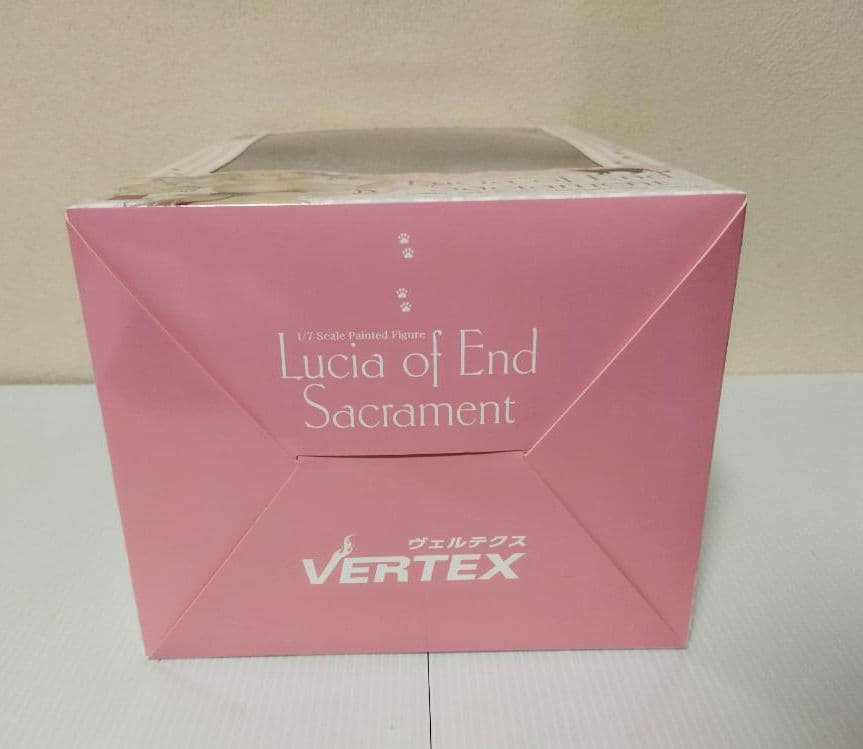 1/7 Scale Painted Figure
Lucia of End
Sacrament
ヴェルテクス
VERTEX